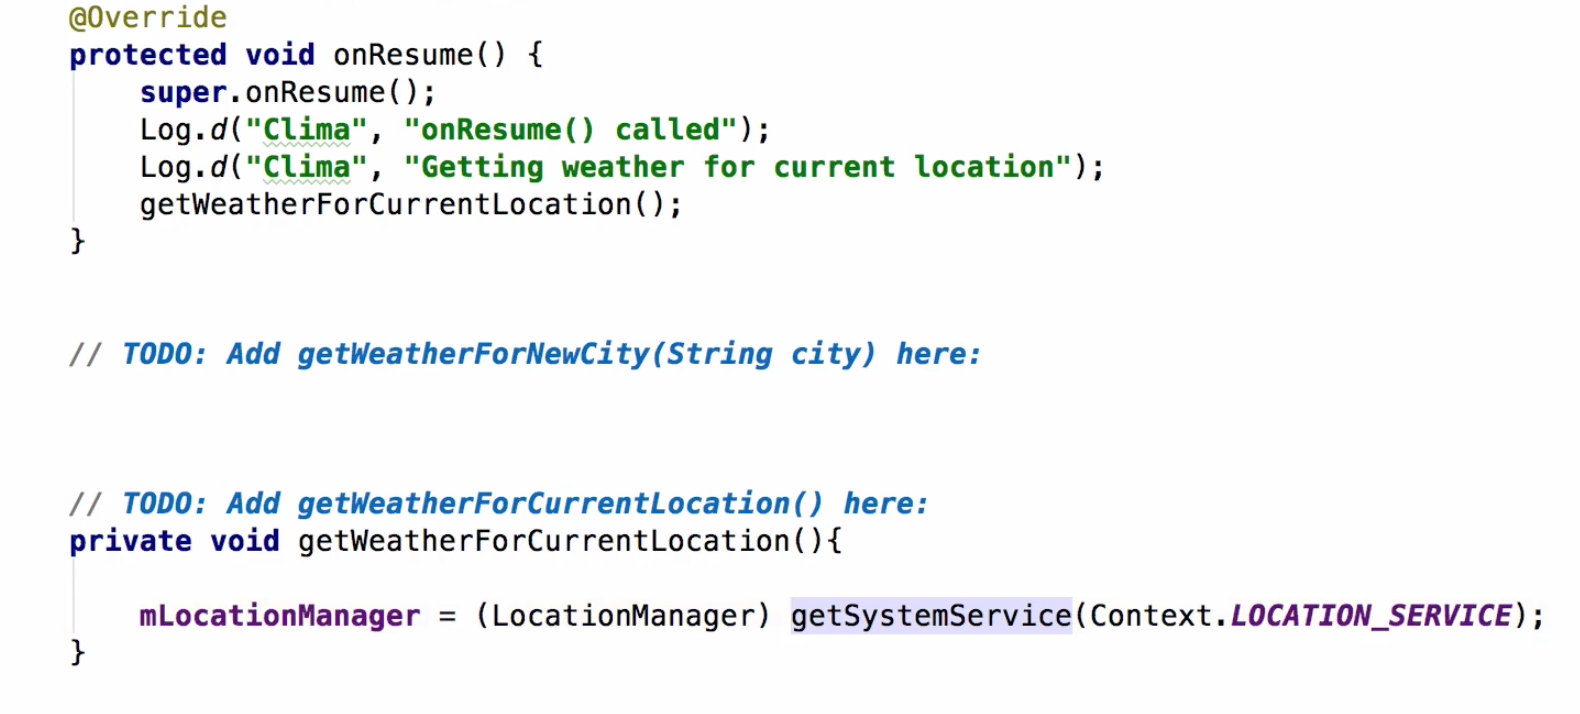 @Override
protected void onResume() {
super.onResume();
Log.d("Clima", "onResume() called");
Log.d("Clima", "Getting weather for current location");
getWeatherForCurrentLocation();
}
// TODO: Add getWeatherForNewCity(String city) here:
// TODO: Add getWeatherForCurrentLocation() here:
private void getWeatherForCurrentLocation(){
mLocationManager = (LocationManager) getSystemService(Context.LOCATION_SERVICE);
}